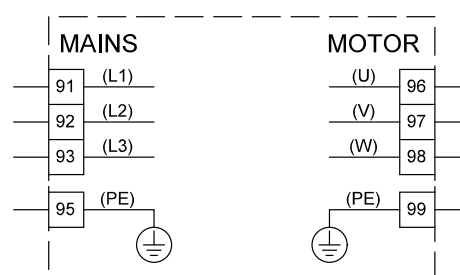 MAINS MOTOR
91 (L1) (U) 96
92 (L2) (V) 97
93 (L3) (W) 98
95 (PE) (PE) 99